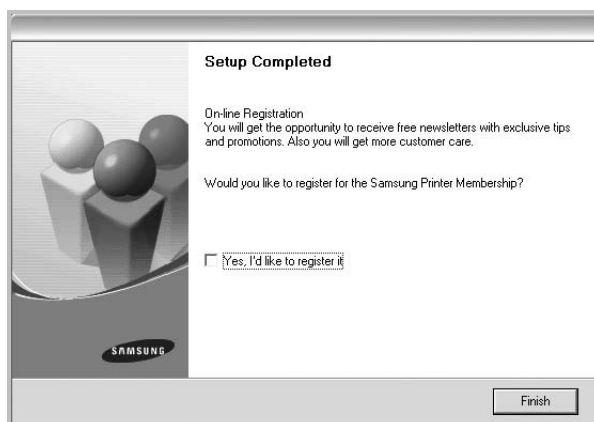 Setup Completed
On-line Registration
You will get the opportunity to receive free newsletters with exclusive tips
and promotions. Also you will get more customer care.
Would you like to register for the Samsung Printer Membership?
Yes, I'd like to register it
SAMSUNG
Finish